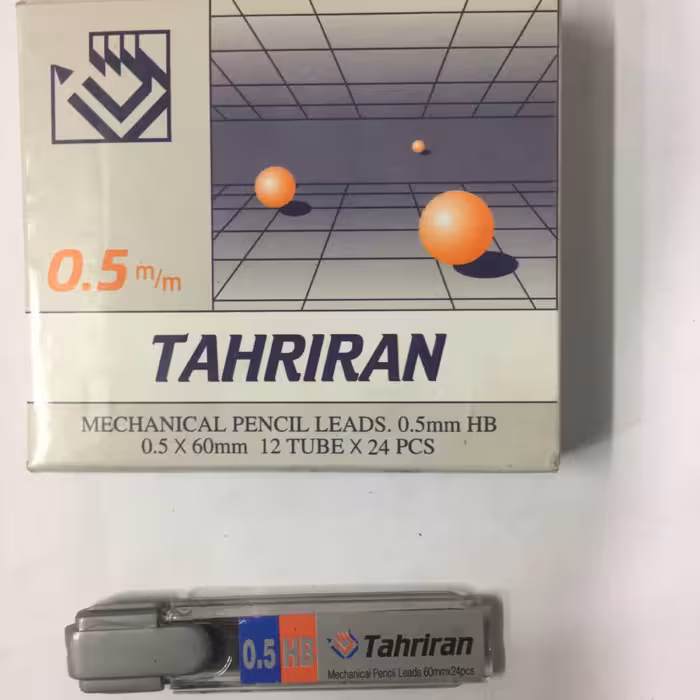 0.5 m/m
TAHRIRAN
MECHANICAL PENCIL LEADS. 0.5mm HB
0.5 X 60mm 12 TUBE X 24 PCS
0.5 HB Tahriran
Mechanical Pencil Leads 60mmx24pcs